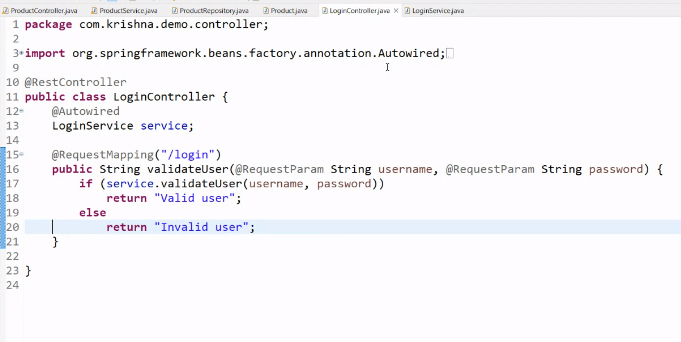 ProductController.java ProductService.java ProductRepository.java Product.java LoginController.java LoginService.java
1 package com.krishna.demo.controller;
2
3 import org.springframework.beans.factory.annotation.Autowired;
9
10 @RestController
11 public class LoginController {
12 @Autowired
13 LoginService service;
14
15 @RequestMapping("/login")
16 public String validateUser(@RequestParam String username, @RequestParam String password) {
17 if (service.validateUser(username, password))
18 return "Valid user";
19 else
20 return "Invalid user";
21 }
22
23 }
24